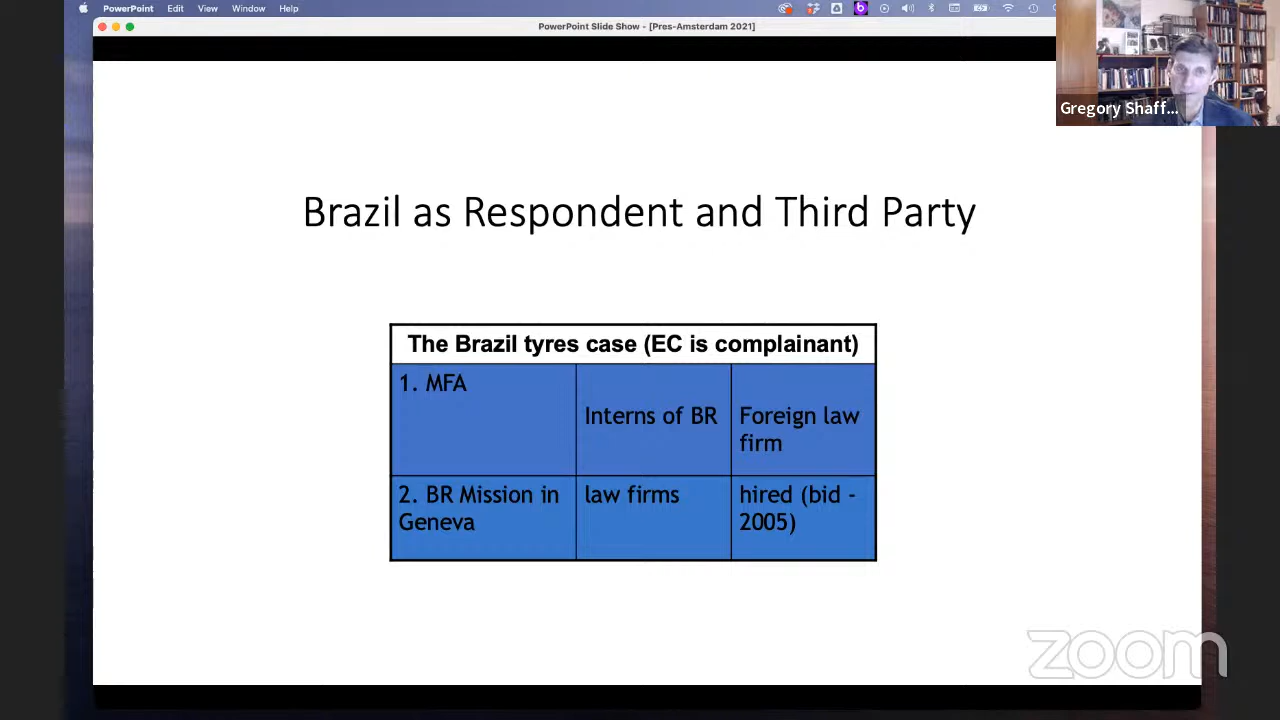 PowerPoint Edit View Window Help
PowerPoint Slide Show - [Pres-Amsterdam 2021]
Gregory Shaff...
Brazil as Respondent and Third Party
The Brazil tyres case (EC is complainant)
1. MFA
Interns of BR
Foreign law
firm
2. BR Mission in
Geneva
law firms
hired (bid -
2005)
zoom